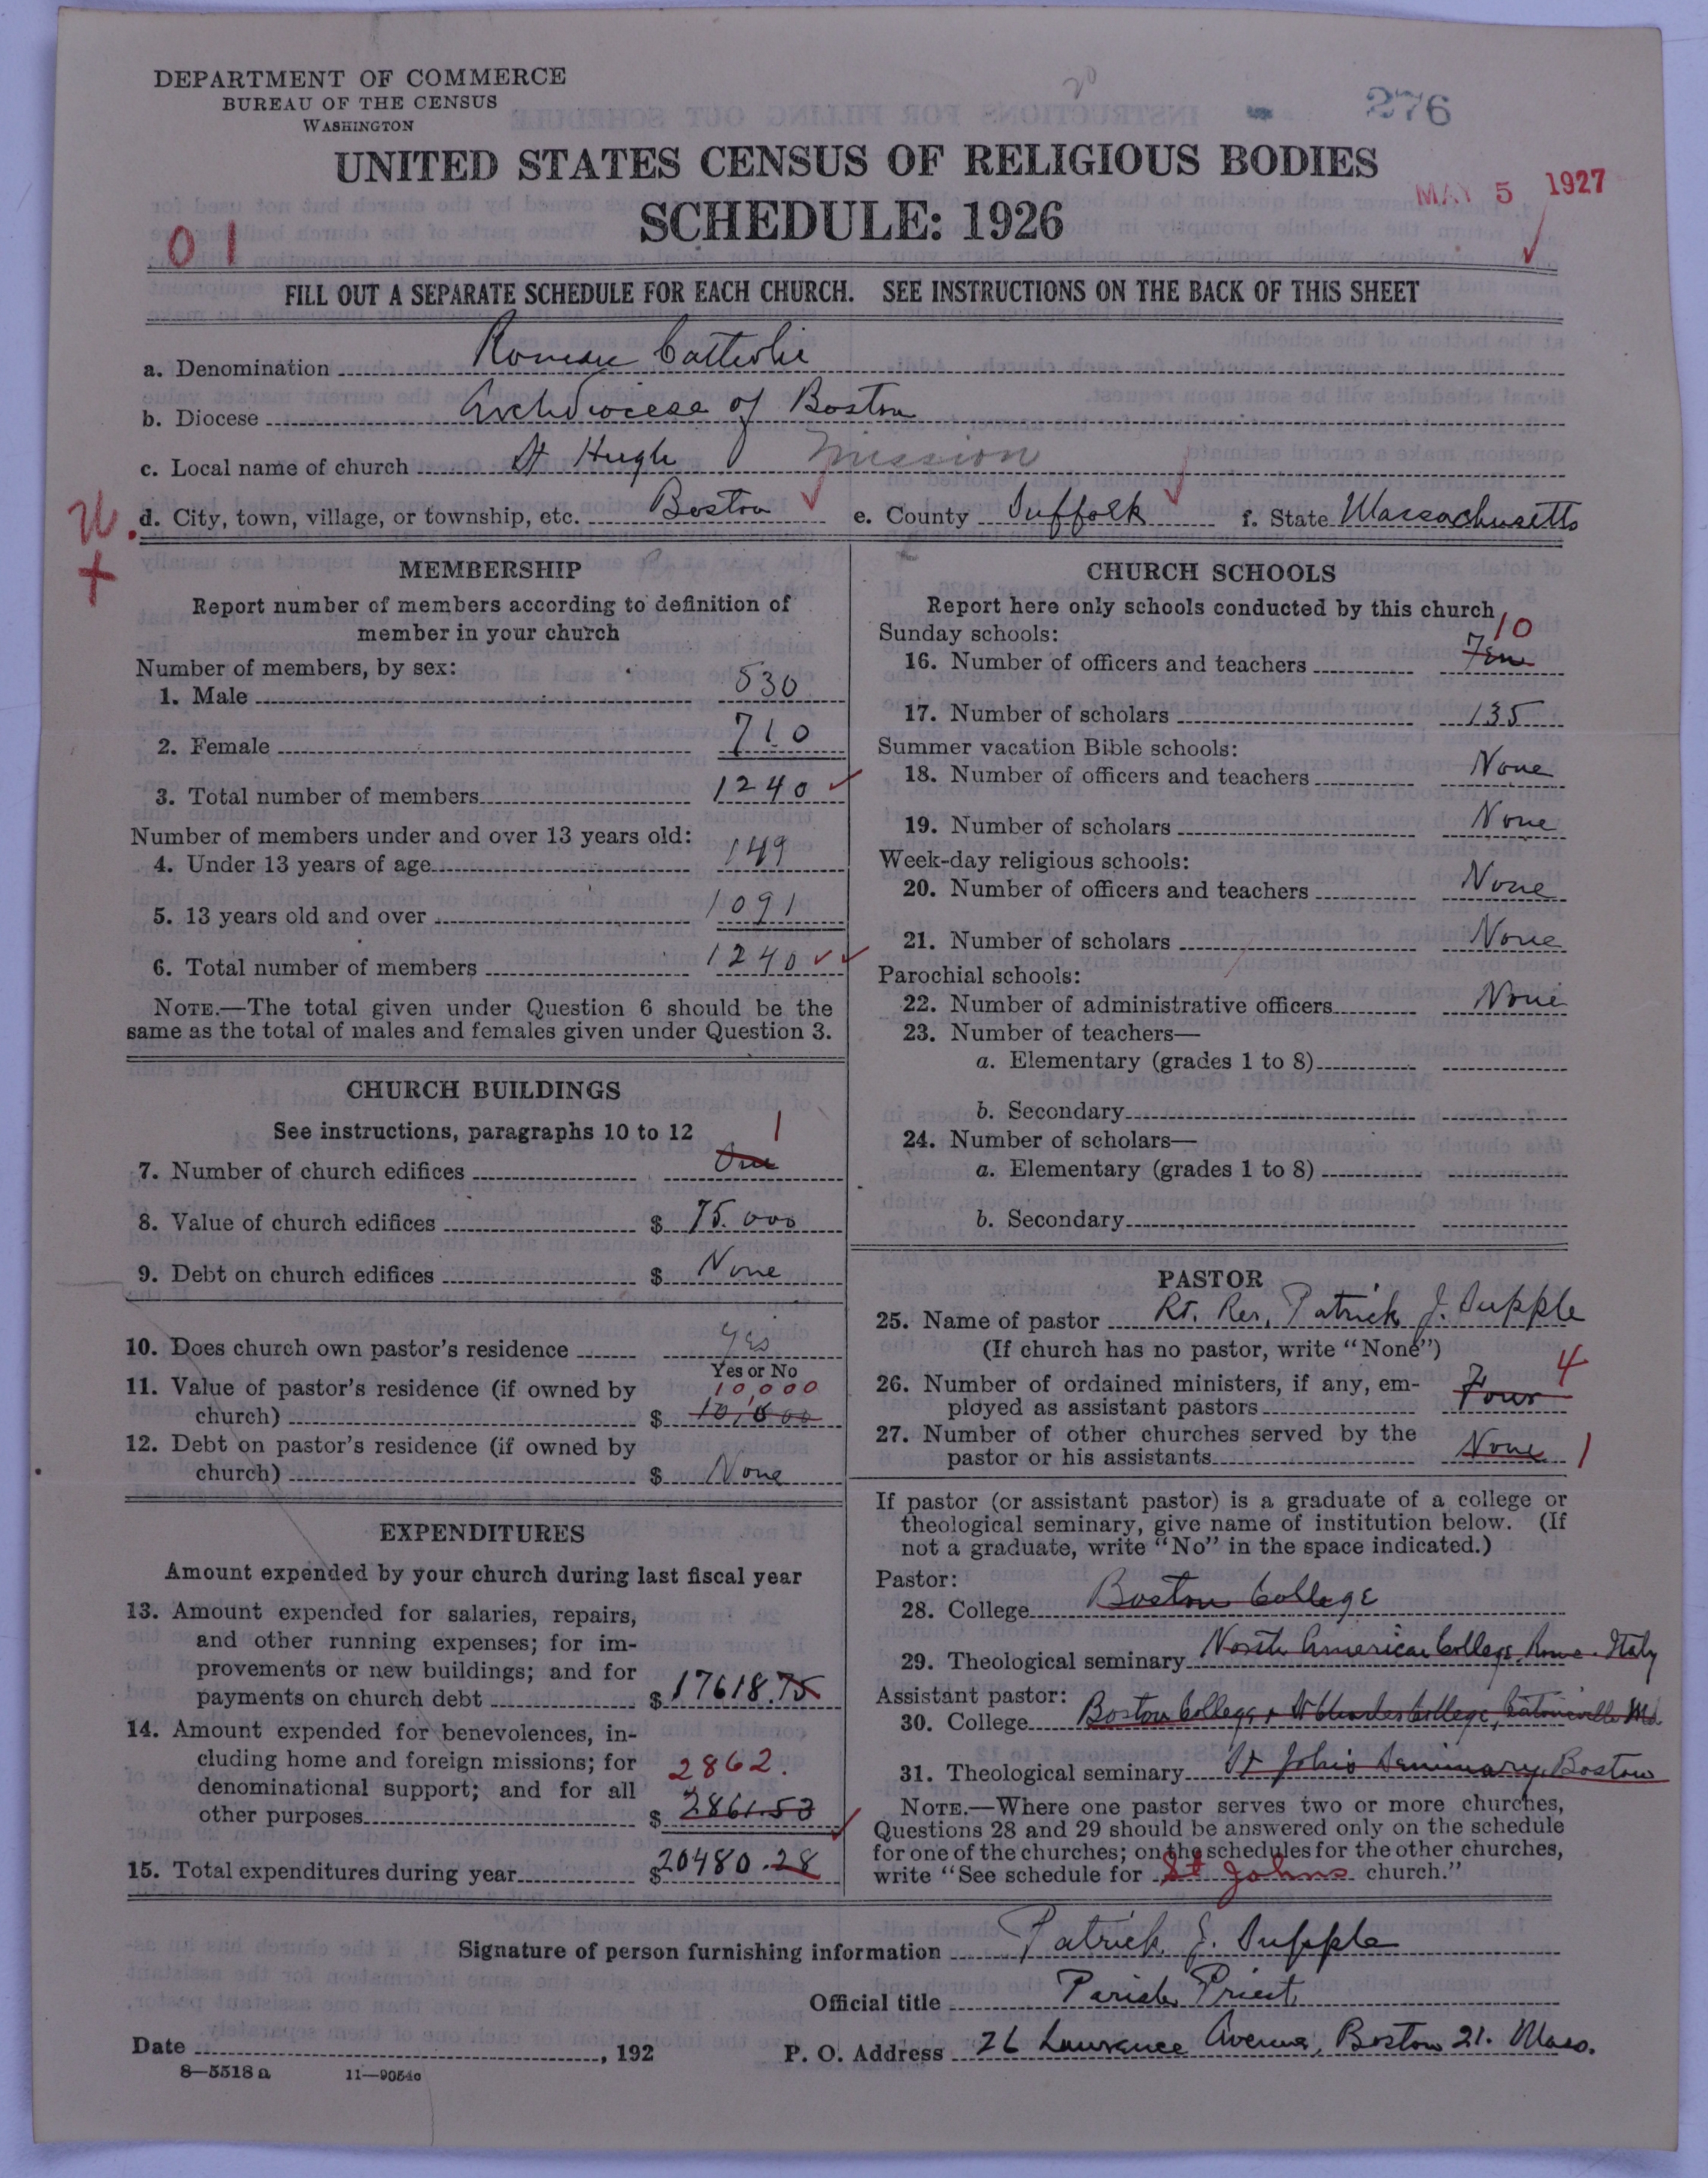 DEPARTMENT OF COMMERCE
BUREAU OF THE CENSUS
WASHINGTON
276
UNITED STATES CENSUS OF RELIGIOUS BODIES
MAY 5 1927
SCHEDULE: 1926
01
FILL OUT A SEPARATE SCHEDULE FOR EACH CHURCH. SEE INSTRUCTIONS ON THE BACK OF THIS SHEET
a. Denomination Roman Catholic
b. Diocese Archdiocese of Boston
c. Local name of church St Hugh Mission
d. City, town, village, or township, etc. Boston e. County Suffolk f. State Massachusetts
MEMBERSHIP
Report number of members according to definition of
member in your church
Number of members, by sex:
1. Male 530
2. Female 710
3. Total number of members 1240
Number of members under and over 13 years old:
4. Under 13 years of age 149
5. 13 years old and over 1091
6. Total number of members 1240
NOTE.—The total given under Question 6 should be the
same as the total of males and females given under Question 3.
CHURCH BUILDINGS
See instructions, paragraphs 10 to 12
7. Number of church edifices One 1
8. Value of church edifices $ 75.000
9. Debt on church edifices $ None
10. Does church own pastor's residence Yes
Yes or No
11. Value of pastor's residence (if owned by 10,000
church) $ 10,000
12. Debt on pastor's residence (if owned by
church) $ None
EXPENDITURES
Amount expended by your church during last fiscal year
13. Amount expended for salaries, repairs,
and other running expenses; for im-
provements or new buildings; and for
payments on church debt $ 17618.75
14. Amount expended for benevolences, in-
cluding home and foreign missions; for
denominational support; and for all 2862.
other purposes $ 2861.53
15. Total expenditures during year $ 20480.28
CHURCH SCHOOLS
Report here only schools conducted by this church
Sunday schools: 10
16. Number of officers and teachers Ten
17. Number of scholars 135
Summer vacation Bible schools:
18. Number of officers and teachers None
19. Number of scholars None
Week-day religious schools:
20. Number of officers and teachers None
21. Number of scholars None
Parochial schools:
22. Number of administrative officers None
23. Number of teachers—
a. Elementary (grades 1 to 8)
b. Secondary
24. Number of scholars—
a. Elementary (grades 1 to 8)
b. Secondary
PASTOR
25. Name of pastor Rt. Rev. Patrick J. Supple
(If church has no pastor, write "None")
26. Number of ordained ministers, if any, em- 4
ployed as assistant pastors Four
27. Number of other churches served by the
pastor or his assistants None 1
If pastor (or assistant pastor) is a graduate of a college or
theological seminary, give name of institution below. (If
not a graduate, write "No" in the space indicated.)
Pastor:
28. College Boston College
29. Theological seminary North American College, Rome. Italy
Assistant pastor:
30. College Boston College + St Charles College, Catonsville Md.
31. Theological seminary St John's Seminary, Boston
NOTE.—Where one pastor serves two or more churches,
Questions 28 and 29 should be answered only on the schedule
for one of the churches; on the schedules for the other churches,
write "See schedule for St Johns church."
Signature of person furnishing information Patrick J. Supple
Official title Parish Priest
Date , 192 P. O. Address 26 Lawrence Avenue, Boston 21. Mass.
8—5518 a 11—9054c